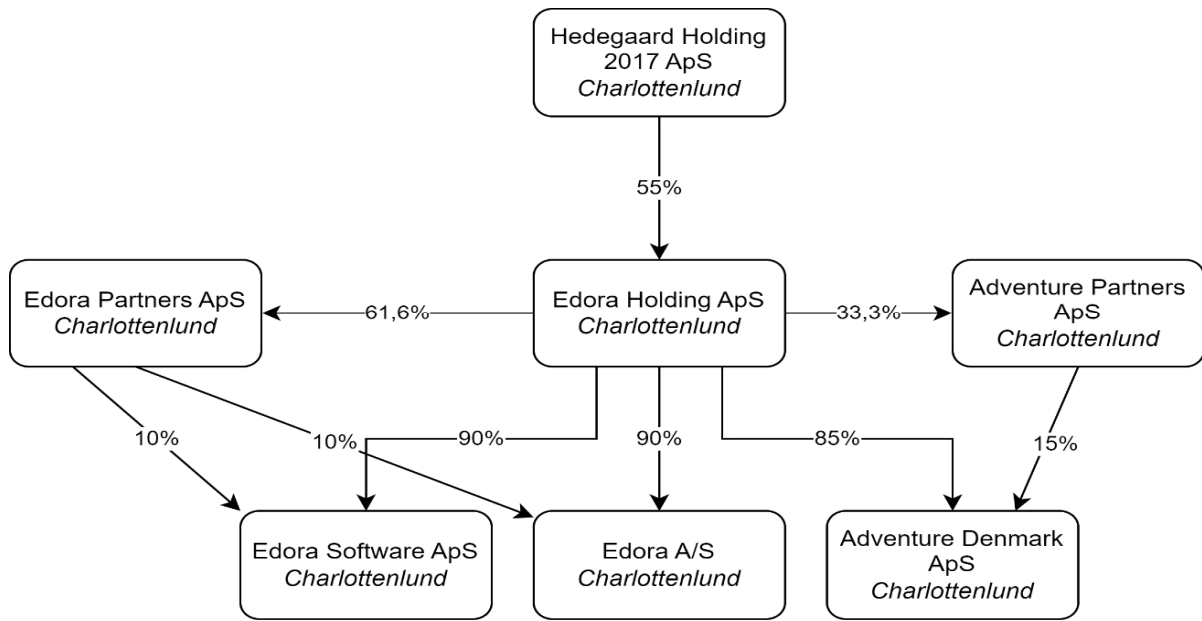 Hedegaard Holding
2017 ApS
Charlottenlund
55%
Edora Partners ApS
Charlottenlund
61,6%
Edora Holding ApS
Charlottenlund
33,3%
Adventure Partners
ApS
Charlottenlund
10%
10%
90%
90%
85%
15%
Edora Software ApS
Charlottenlund
Edora A/S
Charlottenlund
Adventure Denmark
ApS
Charlottenlund